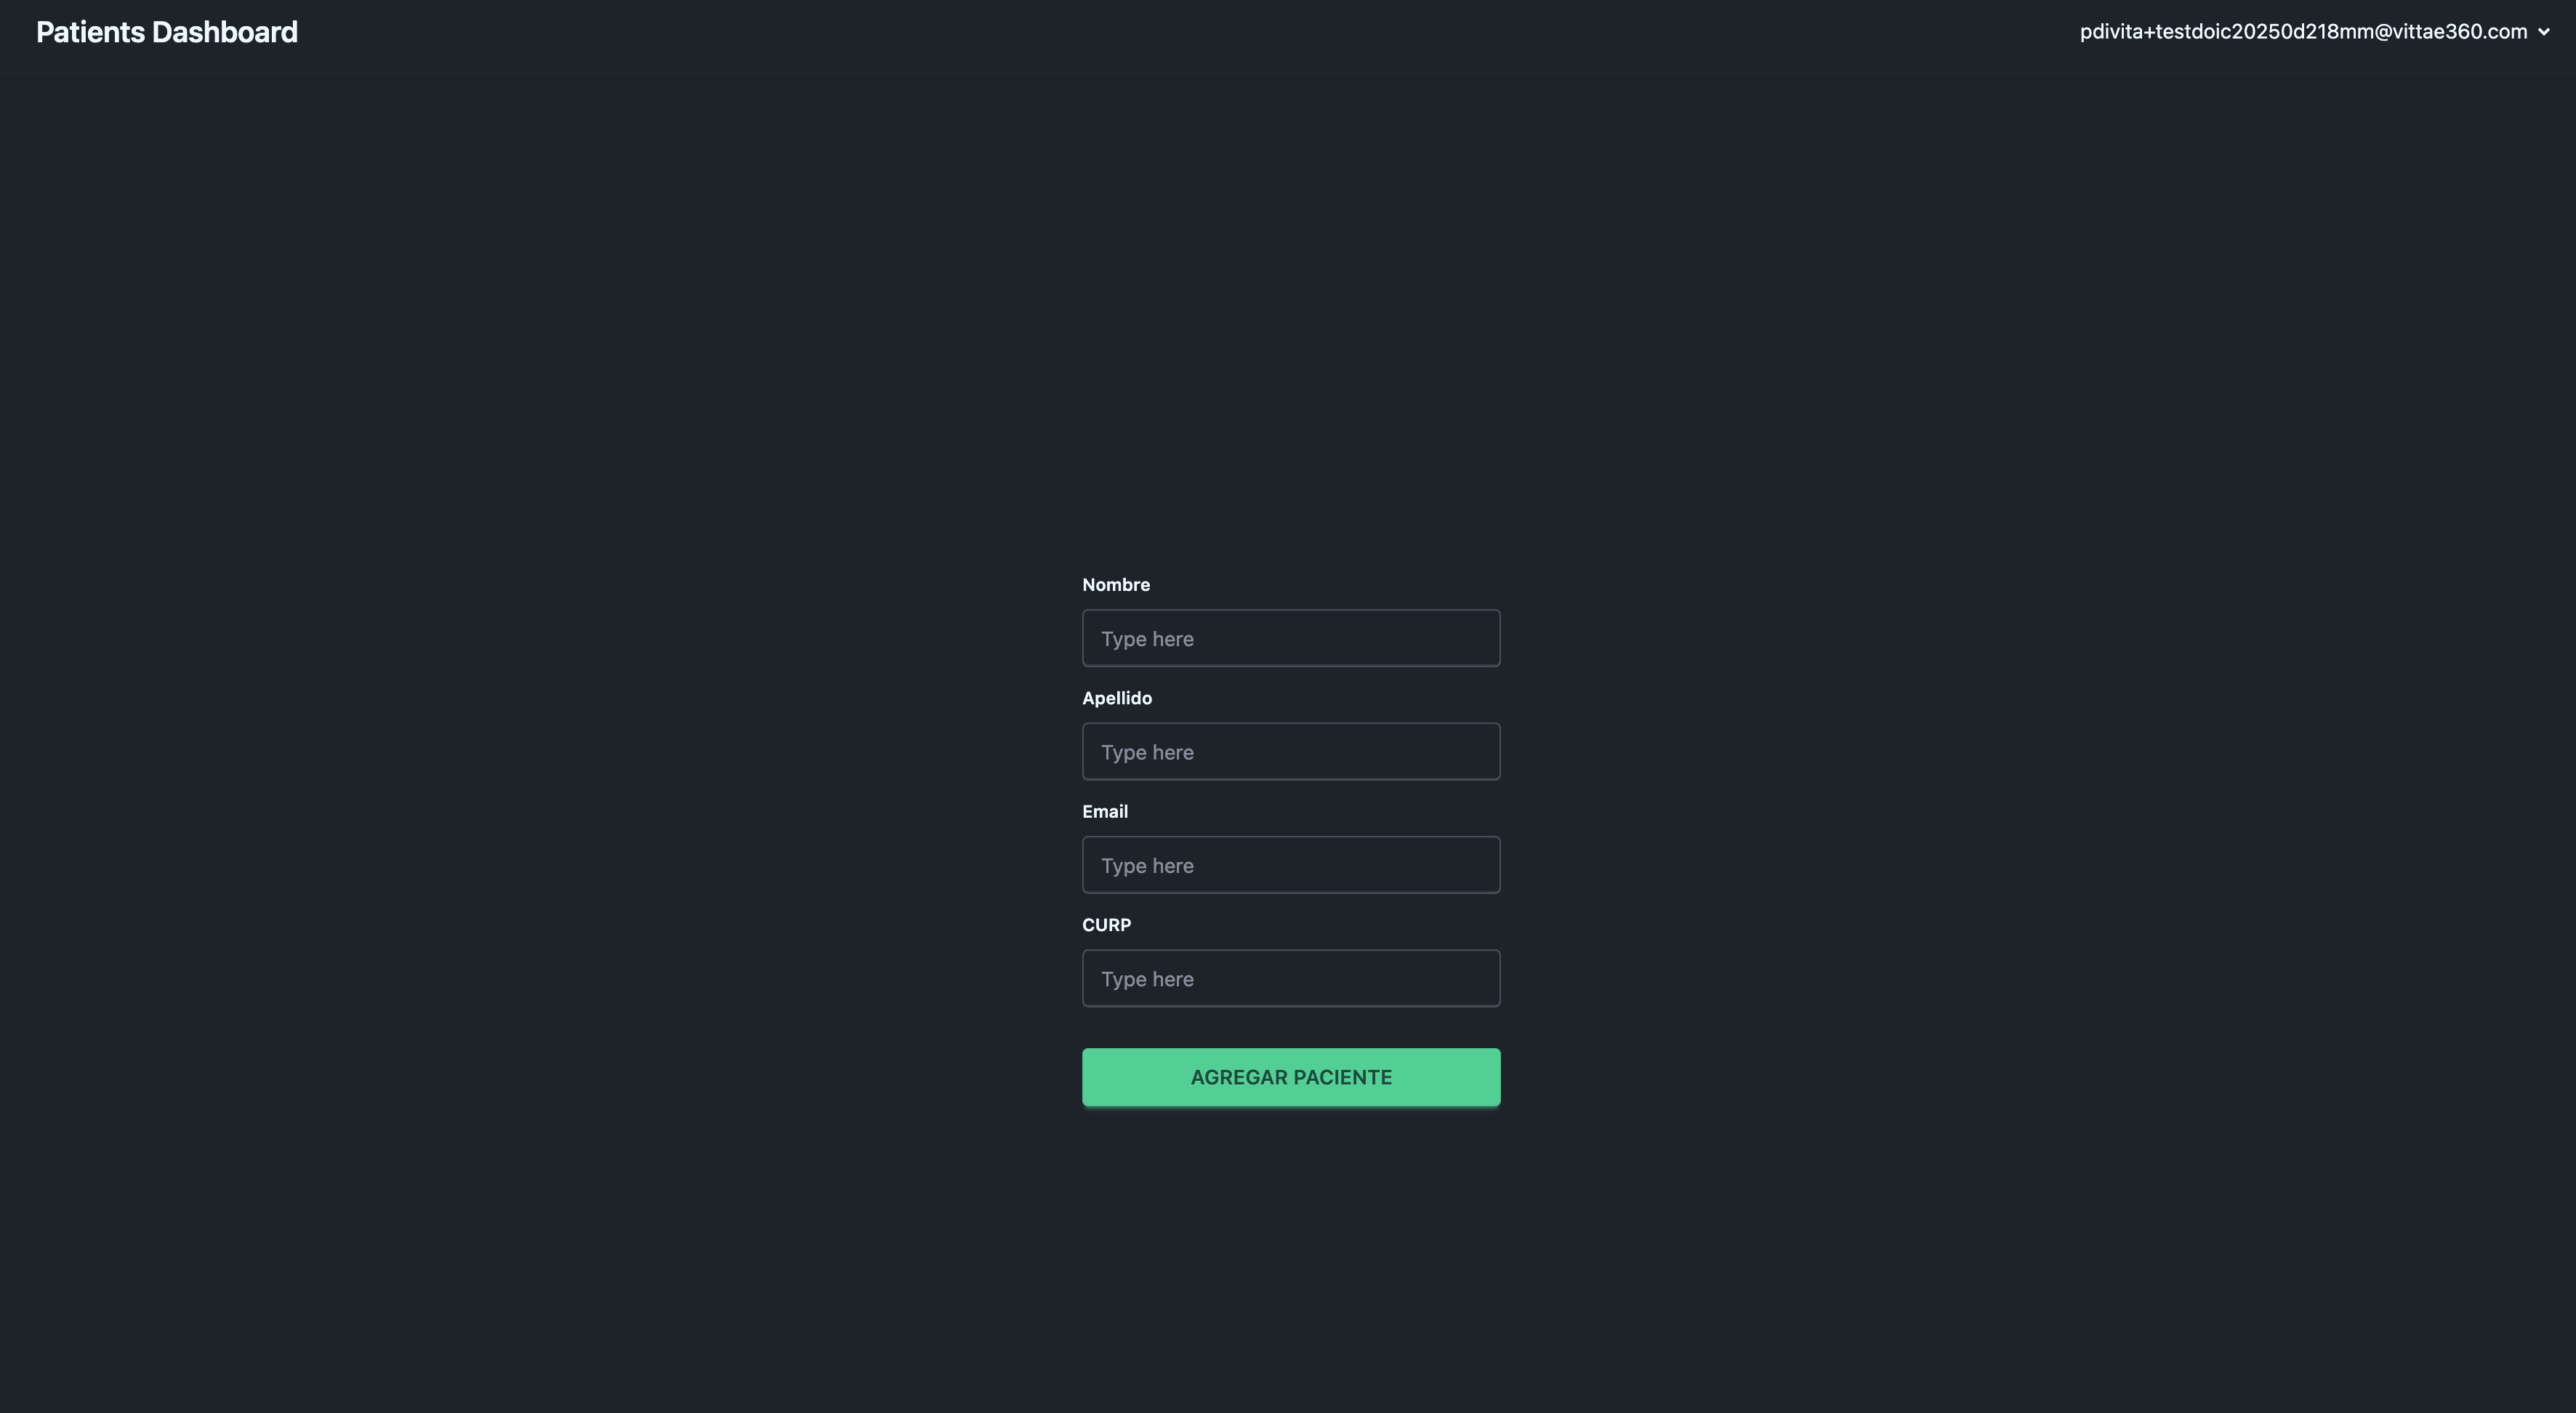 Patients Dashboard
pdivita+testdoic20250d218mm@vittae360.com
Nombre
Type here
Apellido
Type here
Email
Type here
CURP
Type here
AGREGAR PACIENTE